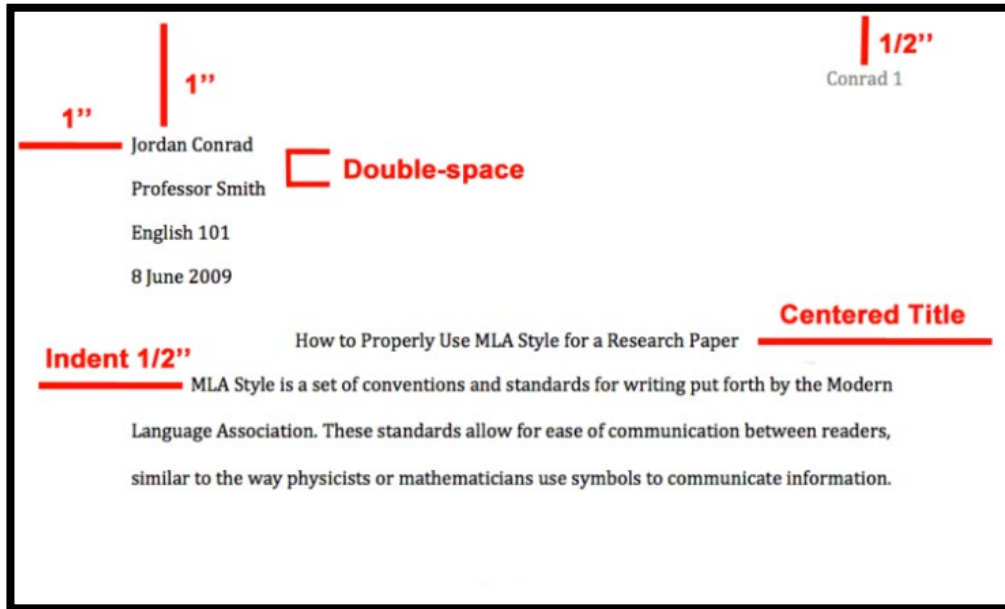 1/2’’
Conrad 1
1’’
1’’
Jordan Conrad
Double-space
Professor Smith
English 101
8 June 2009
Centered Title
How to Properly Use MLA Style for a Research Paper
Indent 1/2’’
MLA Style is a set of conventions and standards for writing put forth by the Modern
Language Association. These standards allow for ease of communication between readers,
similar to the way physicists or mathematicians use symbols to communicate information.